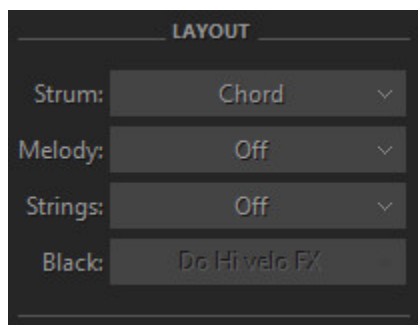 LAYOUT
Strum: Chord
Melody: Off
Strings: Off
Black: Do Hi velo FX